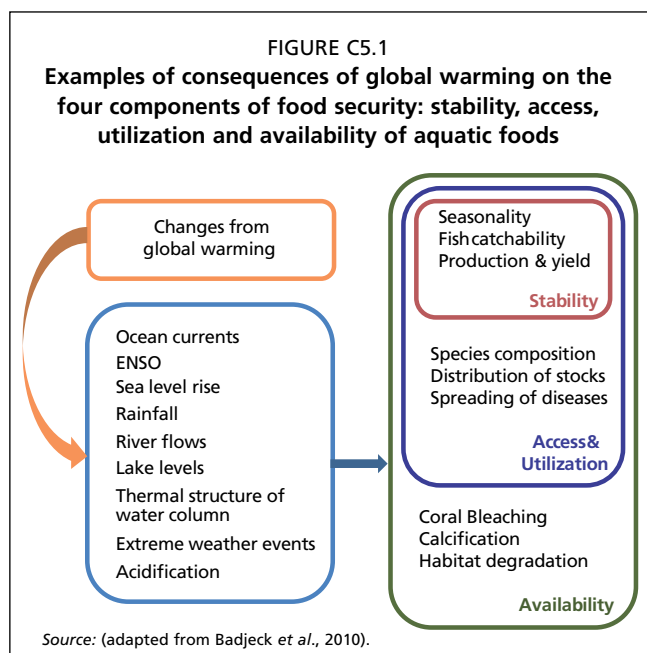 FIGURE C5.1
Examples of consequences of global warming on the
four components of food security: stability, access,
utilization and availability of aquatic foods
Changes from
global warming
Ocean currents
ENSO
Sea level rise
Rainfall
River flows
Lake levels
Thermal structure of
water column
Extreme weather events
Acidification
Seasonality
Fishcatchability
Production & yield
Stability
Species composition
Distribution of stocks
Spreading of diseases
Access&
Utilization
Coral Bleaching
Calcification
Habitat degradation
Availability
Source: (adapted from Badjeck et al., 2010).